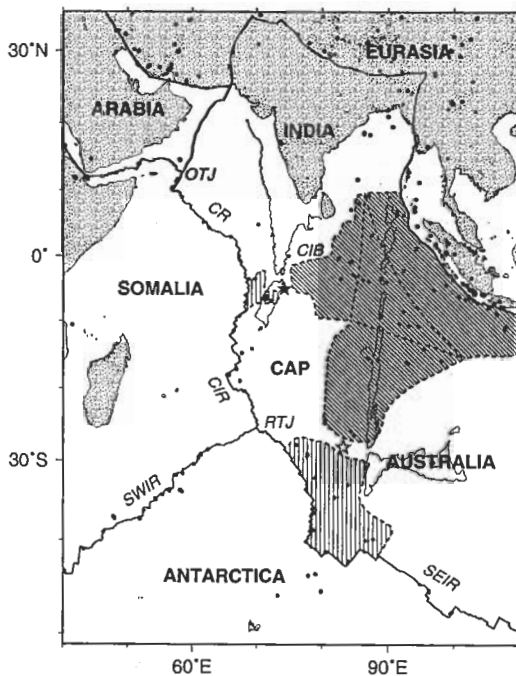 30°N
EURASIA
ARABIA
INDIA
OTJ
CR
0°
CIB
SOMALIA
CAP
CIR
RTJ
30°S
AUSTRALIA
SWIR
ANTARCTICA
SEIR
60°E
90°E